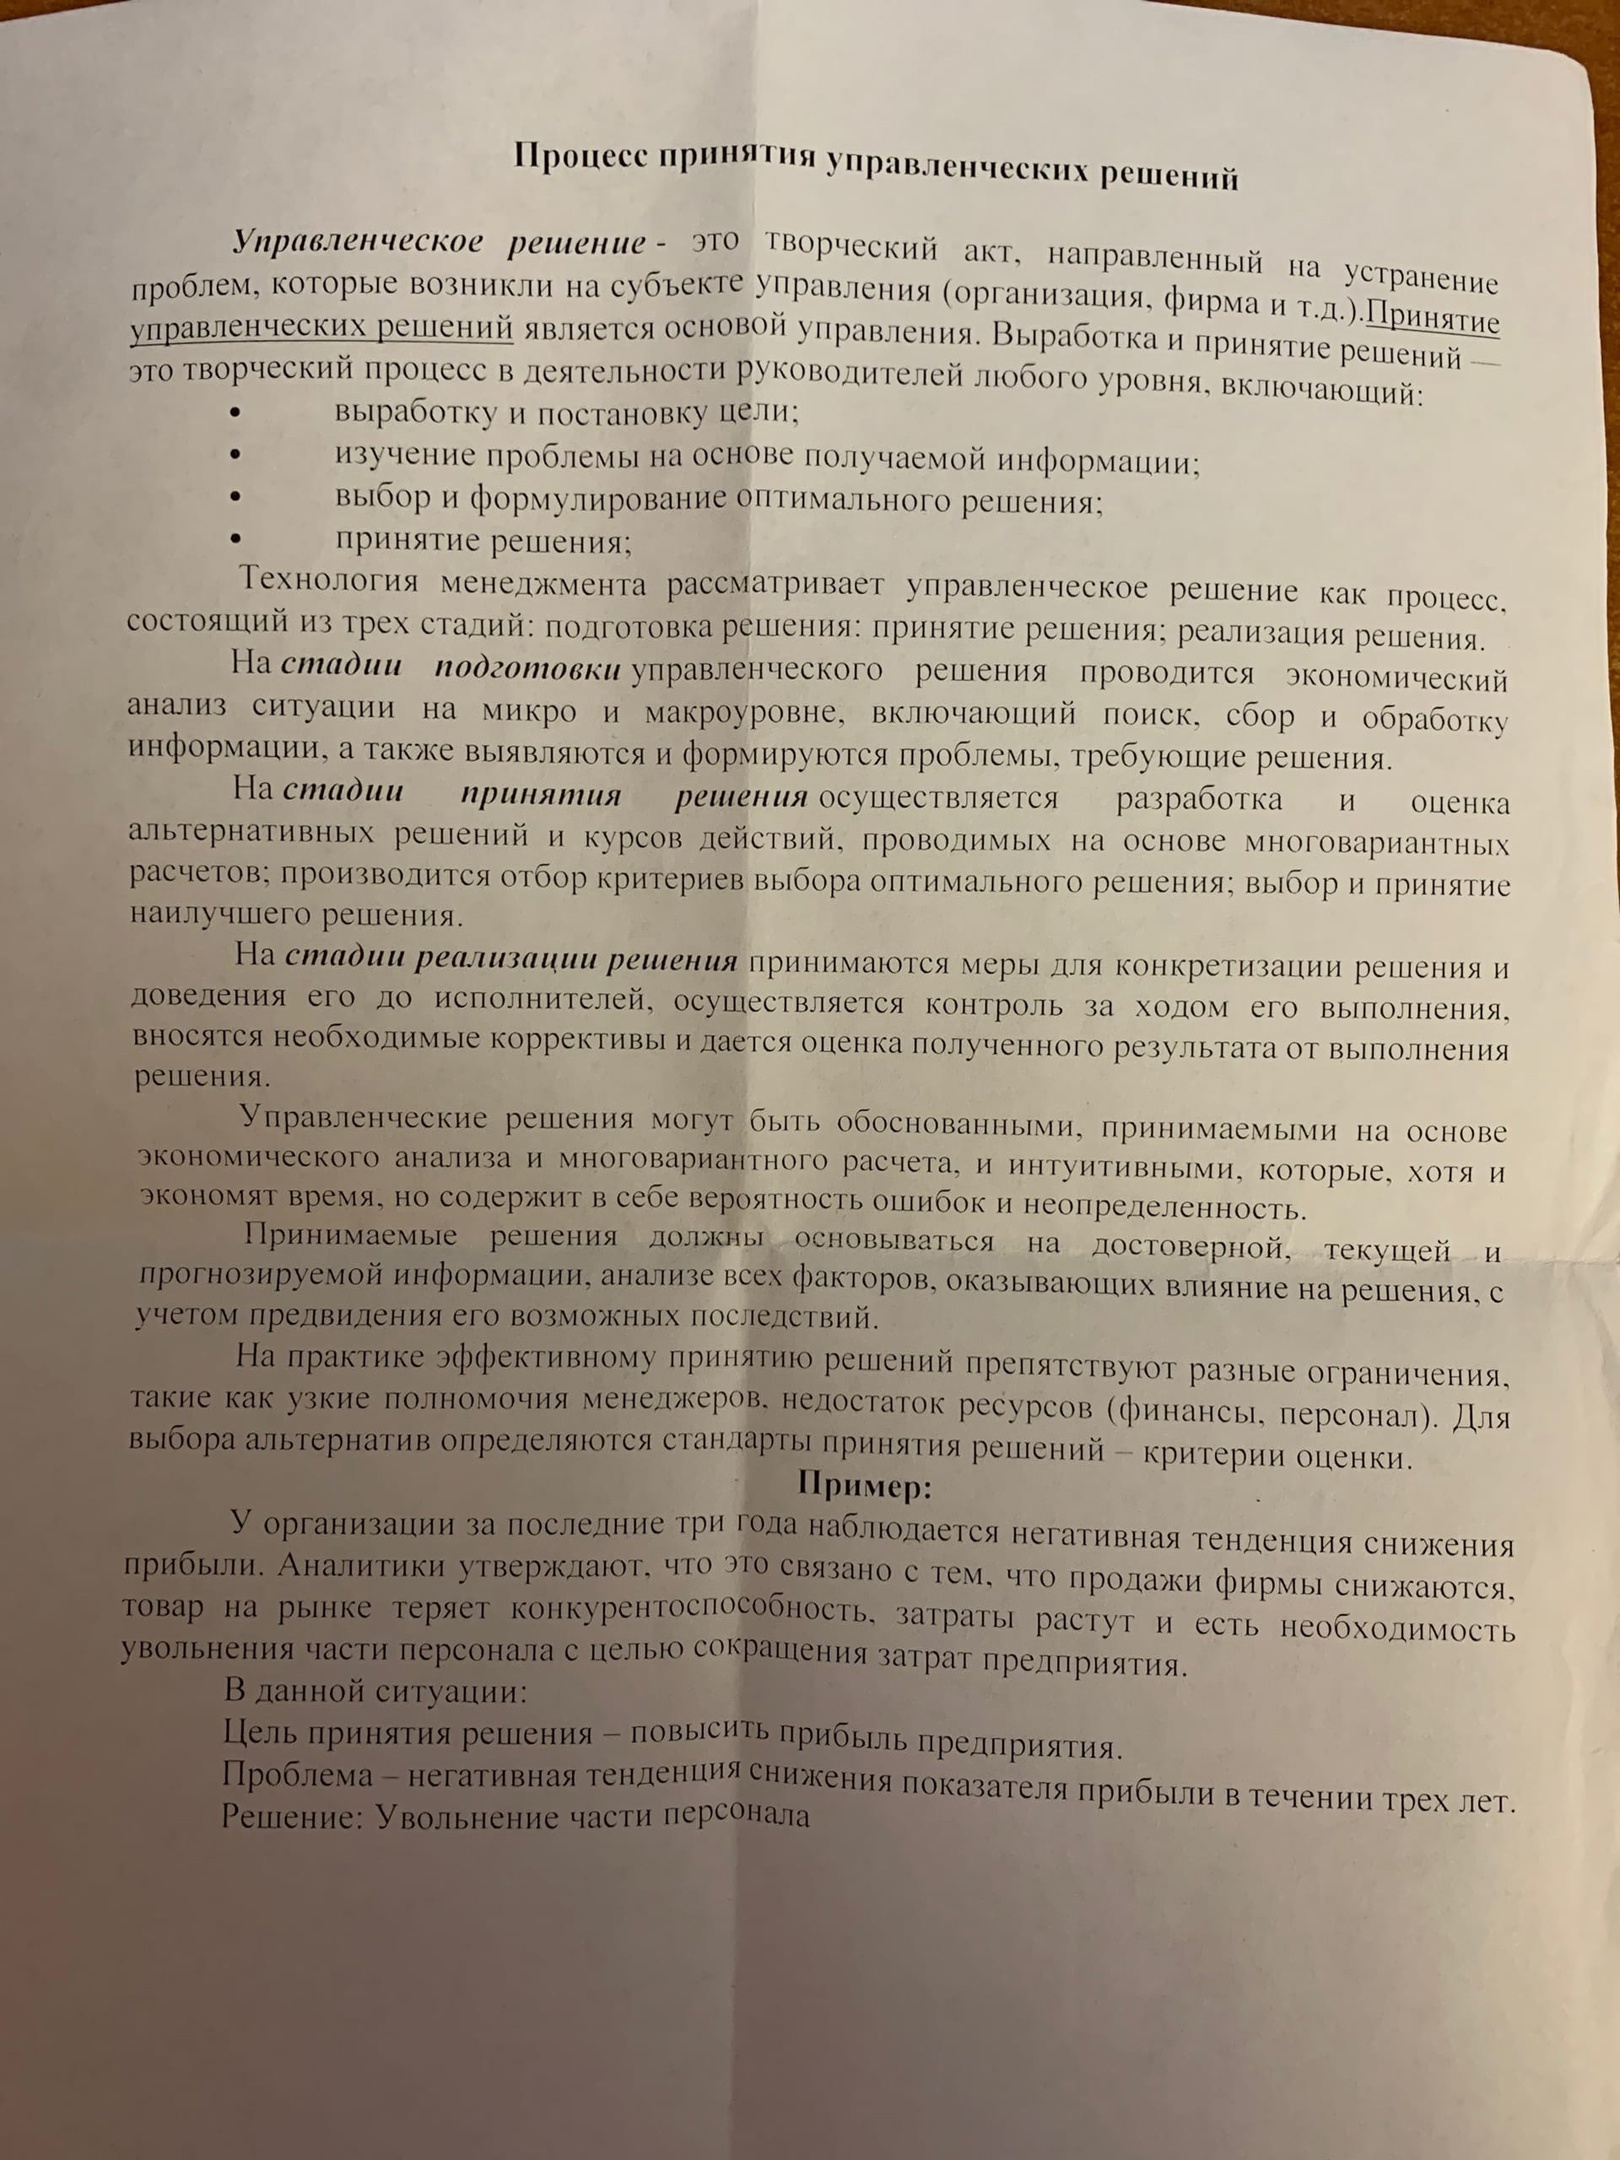 Процесс принятия управленческих решений
Управленческое решение - это творческий акт, направленный на устранение
проблем, которые возникли на субъекте управления (организация, фирма и т.д.).Принятие
управленческих решений является основой управления. Выработка и принятие решений —
это творческий процесс в деятельности руководителей любого уровня, включающий:
• выработку и постановку цели;
• изучение проблемы на основе получаемой информации;
• выбор и формулирование оптимального решения;
• принятие решения;
Технология менеджмента рассматривает управленческое решение как процесс,
состоящий из трех стадий: подготовка решения: принятие решения; реализация решения.
На стадии подготовки управленческого решения проводится экономический
анализ ситуации на микро и макроуровне, включающий поиск, сбор и обработку
информации, а также выявляются и формируются проблемы, требующие решения.
На стадии принятия решения осуществляется разработка и оценка
альтернативных решений и курсов действий, проводимых на основе многовариантных
расчетов; производится отбор критериев выбора оптимального решения; выбор и принятие
наилучшего решения.
На стадии реализации решения принимаются меры для конкретизации решения и
доведения его до исполнителей, осуществляется контроль за ходом его выполнения,
вносятся необходимые коррективы и дается оценка полученного результата от выполнения
решения.
Управленческие решения могут быть обоснованными, принимаемыми на основе
экономического анализа и многовариантного расчета, и интуитивными, которые, хотя и
экономят время, но содержит в себе вероятность ошибок и неопределенность.
Принимаемые решения должны основываться на достоверной, текущей и
прогнозируемой информации, анализе всех факторов, оказывающих влияние на решения, с
учетом предвидения его возможных последствий.
На практике эффективному принятию решений препятствуют разные ограничения,
такие как узкие полномочия менеджеров, недостаток ресурсов (финансы, персонал). Для
выбора альтернатив определяются стандарты принятия решений – критерии оценки.
Пример:
У организации за последние три года наблюдается негативная тенденция снижения
прибыли. Аналитики утверждают, что это связано с тем, что продажи фирмы снижаются,
товар на рынке теряет конкурентоспособность, затраты растут и есть необходимость
увольнения части персонала с целью сокращения затрат предприятия.
В данной ситуации:
Цель принятия решения – повысить прибыль предприятия.
Проблема – негативная тенденция снижения показателя прибыли в течении трех лет.
Решение: Увольнение части персонала